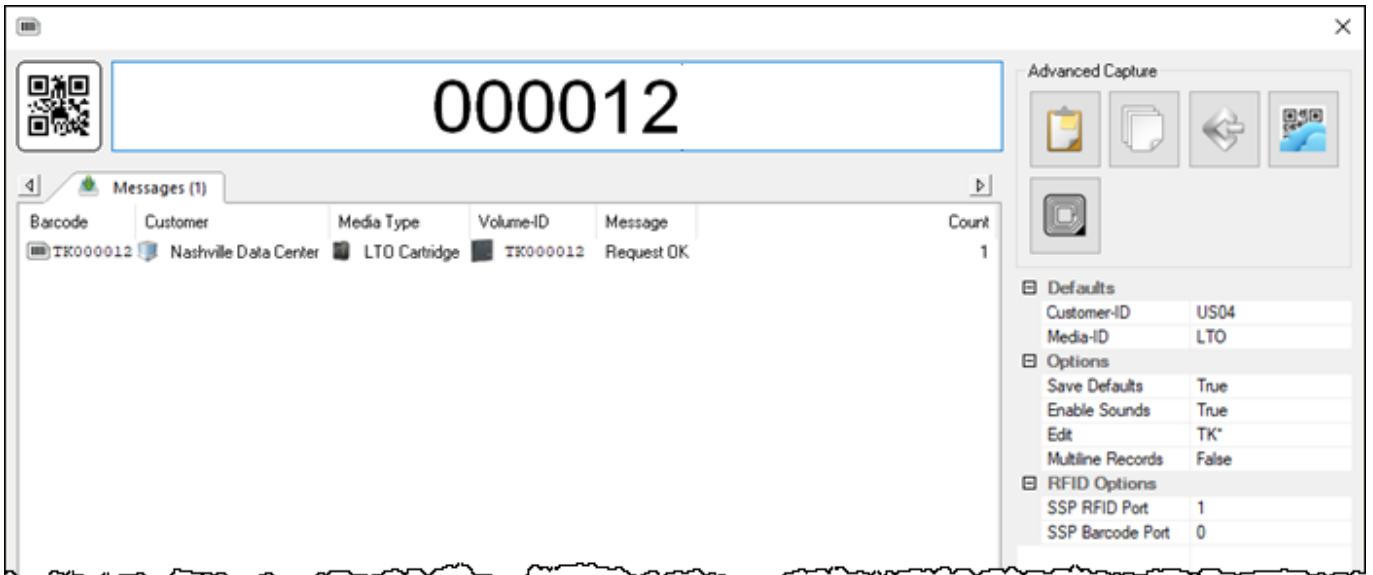 000012
Messages (1)
Barcode Customer Media Type Volume-ID Message Count
TK000012 Nashville Data Center LTO Cartridge TK000012 Request OK 1
Advanced Capture
Defaults
Customer-ID US04
Media-ID LTO
Options
Save Defaults True
Enable Sounds True
Edit TK*
Multiline Records False
RFID Options
SSP RFID Port 1
SSP Barcode Port 0